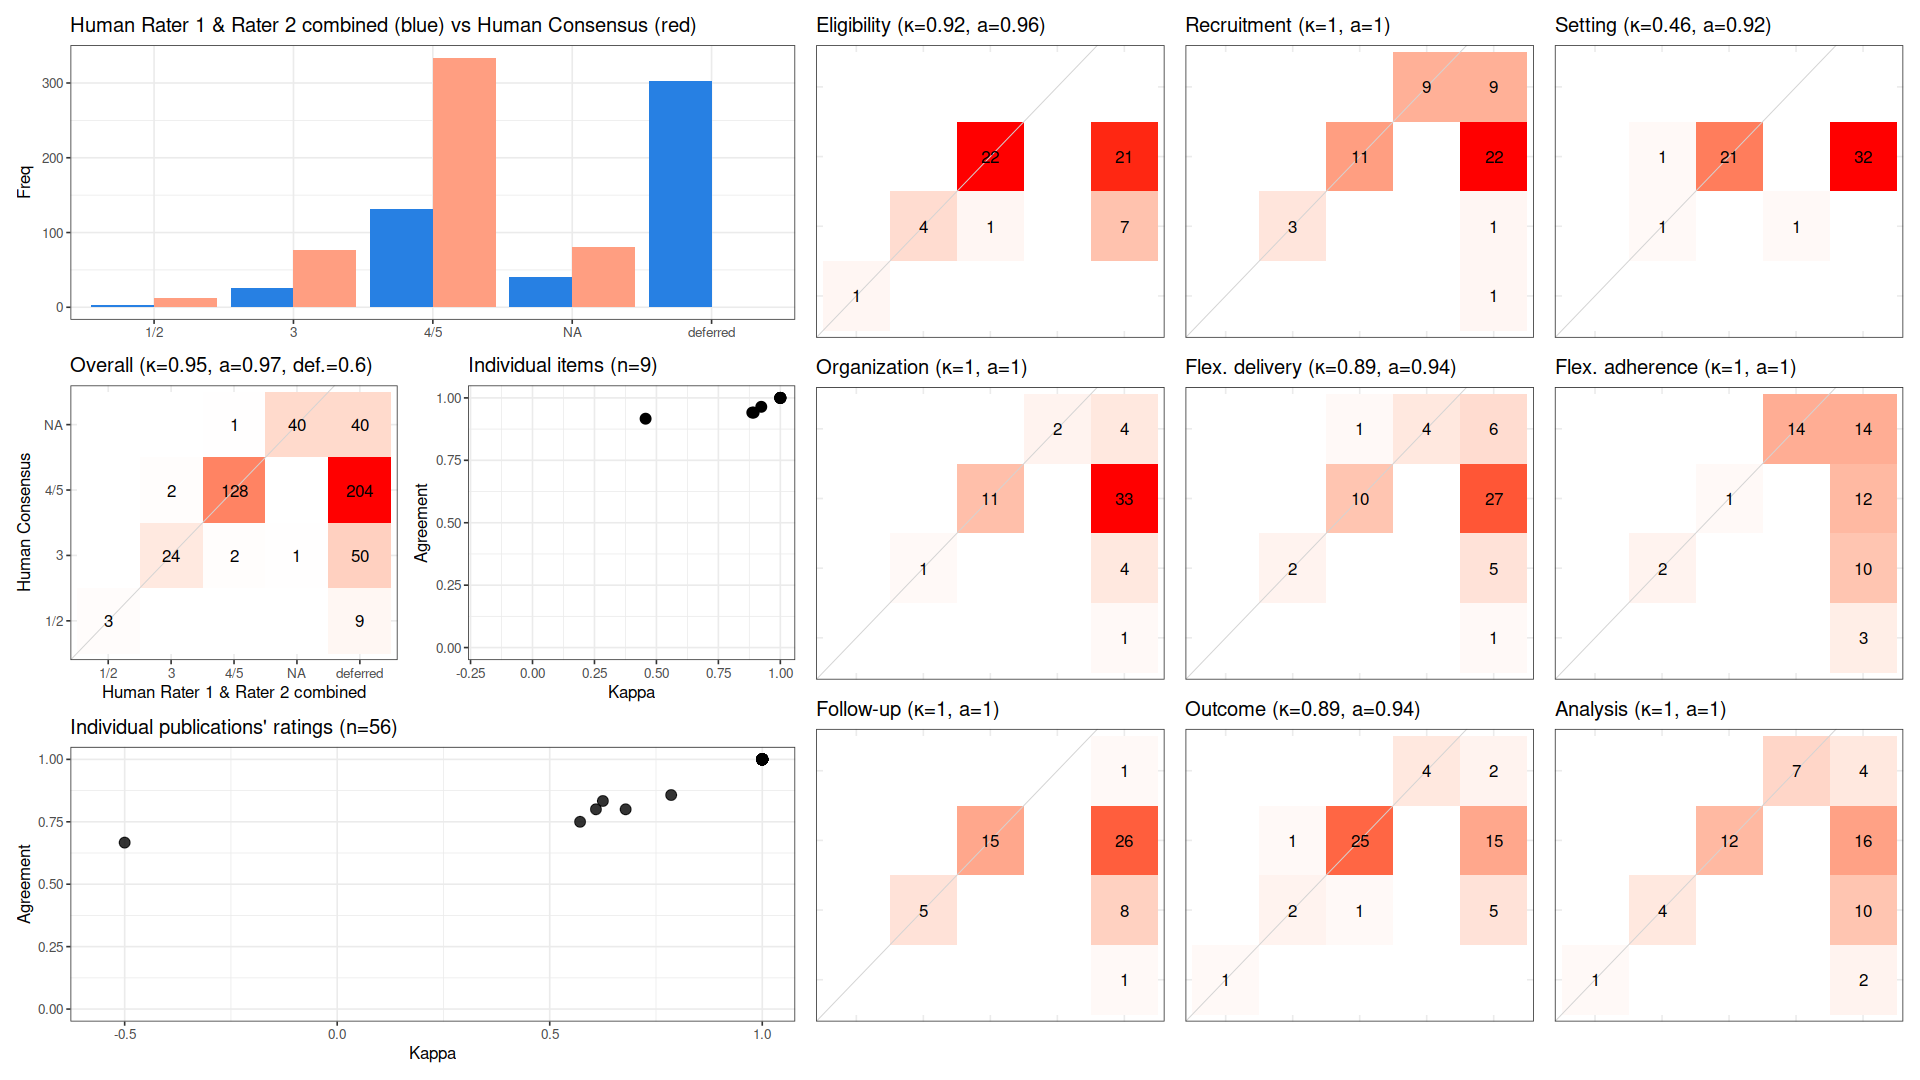 Human Rater 1 & Rater 2 combined (blue) vs Human Consensus (red)
Freq
300
200
100
0
1/2 3 4/5 NA deferred
Overall (κ=0.95, a=0.97, def.=0.6)
Human Consensus
NA 1 40 40
4/5 2 128 204
3 24 2 1 50
1/2 3 9
1/2 3 4/5 NA deferred
Human Rater 1 & Rater 2 combined
Individual items (n=9)
Agreement
1.00
0.75
0.50
0.25
0.00
-0.25 0.00 0.25 0.50 0.75 1.00
Kappa
Individual publications' ratings (n=56)
Agreement
1.00
0.75
0.50
0.25
0.00
-0.5 0.0 0.5 1.0
Kappa
Eligibility (κ=0.92, a=0.96)
22 21
4 1 7
1
Recruitment (κ=1, a=1)
9 9
11 22
3 1
1
Setting (κ=0.46, a=0.92)
1 21 32
1 1
Organization (κ=1, a=1)
2 4
11 33
1 4
1
Flex. delivery (κ=0.89, a=0.94)
1 4 6
10 27
2 5
1
Flex. adherence (κ=1, a=1)
14 14
1 12
2 10
3
Follow-up (κ=1, a=1)
1
15 26
5 8
1
Outcome (κ=0.89, a=0.94)
4 2
1 25 15
2 1 5
1
Analysis (κ=1, a=1)
7 4
12 16
4 10
1 2